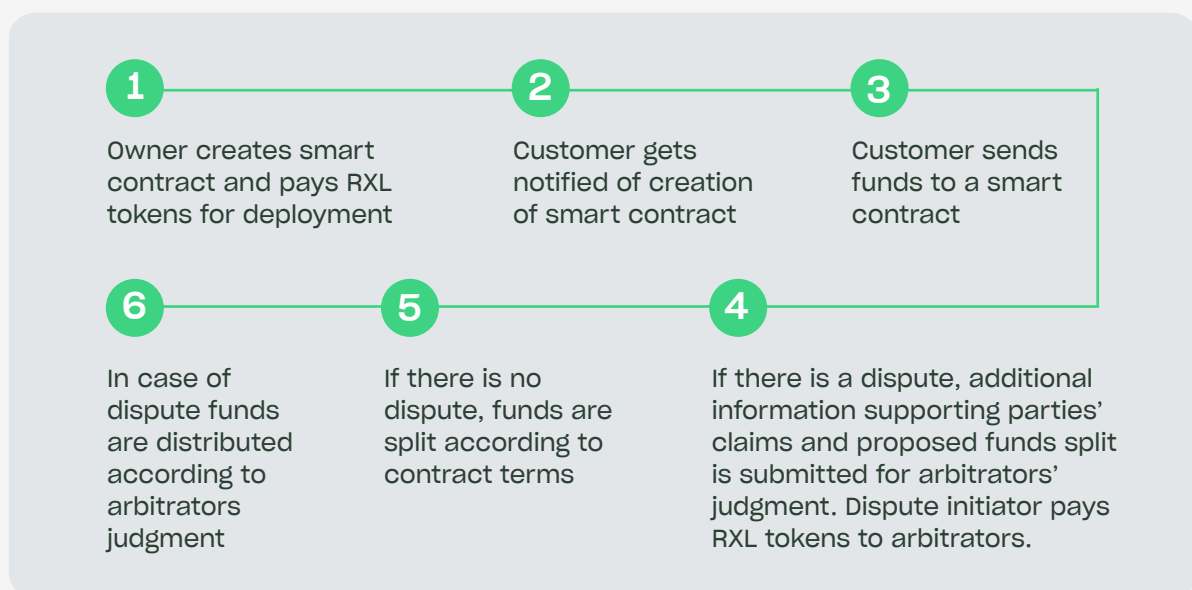 1
Owner creates smart
contract and pays RXL
tokens for deployment
2
Customer gets
notified of creation
of smart contract
3
Customer sends
funds to a smart
contract
4
If there is a dispute, additional
information supporting parties’
claims and proposed funds split
is submitted for arbitrators’
judgment. Dispute initiator pays
RXL tokens to arbitrators.
5
If there is no
dispute, funds are
split according to
contract terms
6
In case of
dispute funds
are distributed
according to
arbitrators
judgment